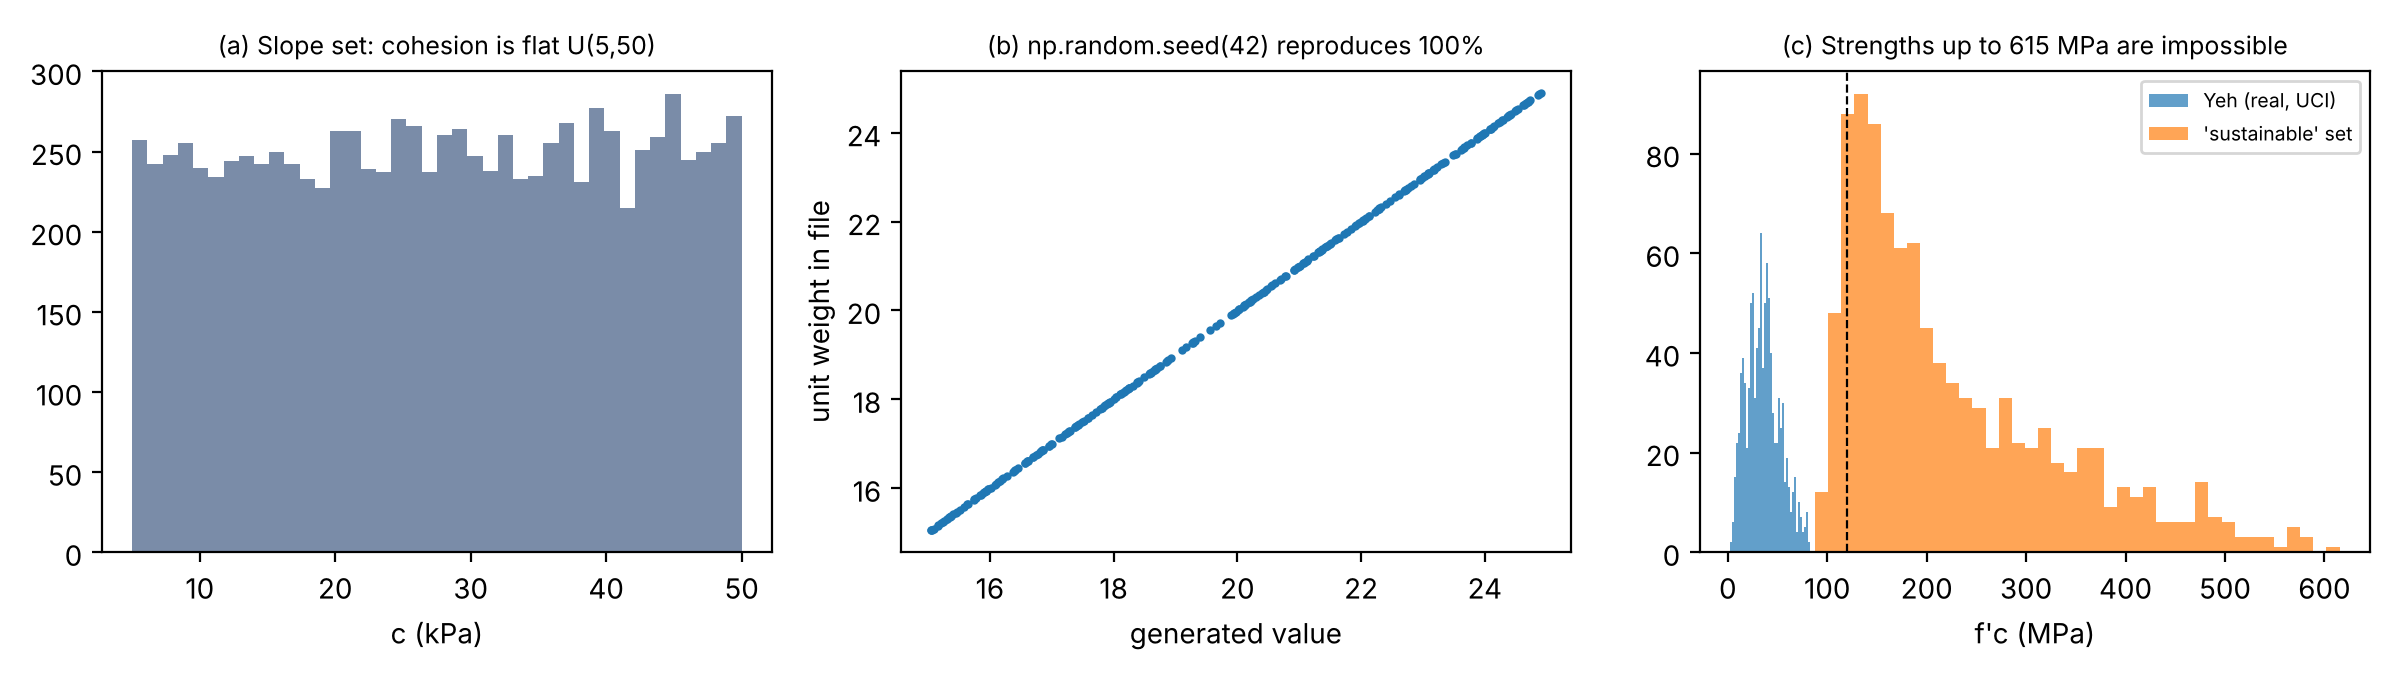 (a) Slope set: cohesion is flat U(5,50)
300
250
200
150
100
50
0
10 20 30 40 50
c (kPa)
(b) np.random.seed(42) reproduces 100%
unit weight in file
24
22
20
18
16
16 18 20 22 24
generated value
(c) Strengths up to 615 MPa are impossible
Yeh (real, UCI)
'sustainable' set
80
60
40
20
0
0 100 200 300 400 500 600
f'c (MPa)